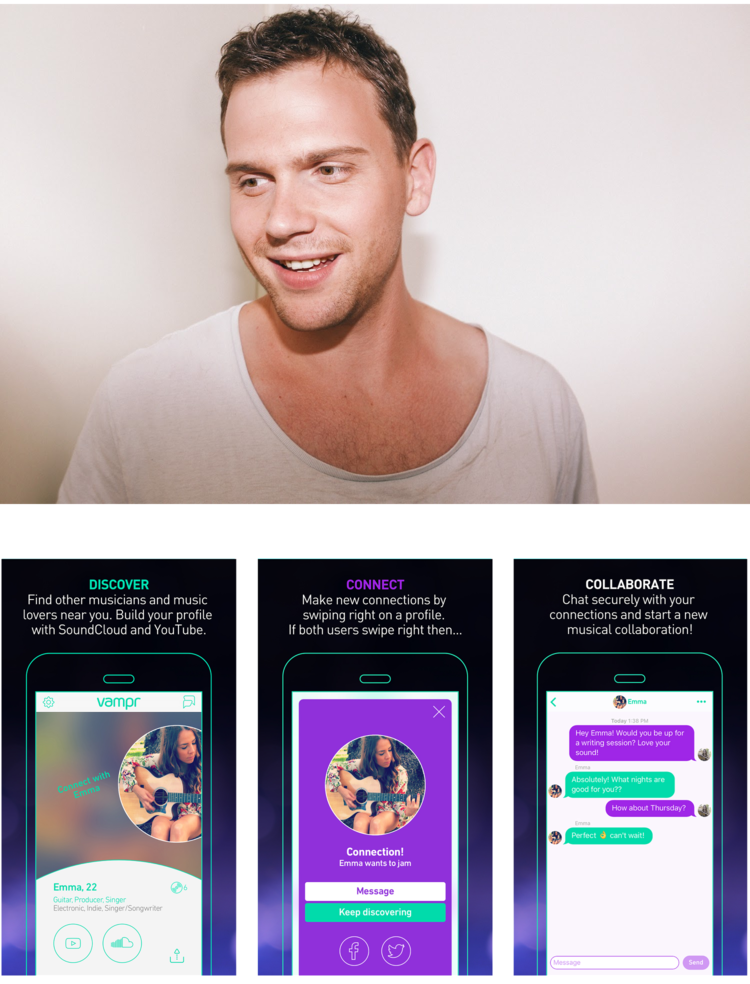 DISCOVER
Find other musicians and music
lovers near you. Build your profile
with SoundCloud and YouTube.
vampr
Connect with
Emma
Emma, 22
6
Guitar, Producer, Singer
Electronic, Indie, Singer/Songwriter
CONNECT
Make new connections by
swiping right on a profile.
If both users swipe right then...
Connection!
Emma wants to jam
Message
Keep discovering
COLLABORATE
Chat securely with your
connections and start a new
musical collaboration!
Emma
Today 1:38 PM
Hey Emma! Would you be up for
a writing session? Love your
sound!
Emma
Absolutely! What nights are
good for you??
How about Thursday?
Emma
Perfect 👌 can't wait!
Message
Send